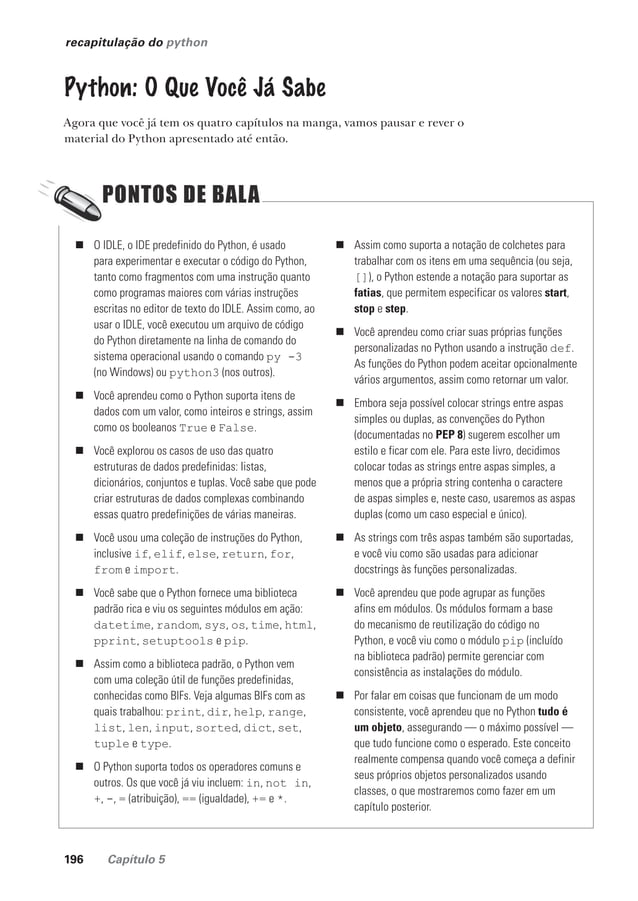 recapitulação do python
Python: O Que Você Já Sabe
Agora que você já tem os quatro capítulos na manga, vamos pausar e rever o
material do Python apresentado até então.
PONTOS DE BALA
■ O IDLE, o IDE predefinido do Python, é usado
para experimentar e executar o código do Python,
tanto como fragmentos com uma instrução quanto
como programas maiores com várias instruções
escritas no editor de texto do IDLE. Assim como, ao
usar o IDLE, você executou um arquivo de código
do Python diretamente na linha de comando do
sistema operacional usando o comando py -3
(no Windows) ou python3 (nos outros).
■ Você aprendeu como o Python suporta itens de
dados com um valor, como inteiros e strings, assim
como os booleanos True e False.
■ Você explorou os casos de uso das quatro
estruturas de dados predefinidas: listas,
dicionários, conjuntos e tuplas. Você sabe que pode
criar estruturas de dados complexas combinando
essas quatro predefinições de várias maneiras.
■ Você usou uma coleção de instruções do Python,
inclusive if, elif, else, return, for,
from e import.
■ Você sabe que o Python fornece uma biblioteca
padrão rica e viu os seguintes módulos em ação:
datetime, random, sys, os, time, html,
pprint, setuptools e pip.
■ Assim como a biblioteca padrão, o Python vem
com uma coleção útil de funções predefinidas,
conhecidas como BIFs. Veja algumas BIFs com as
quais trabalhou: print, dir, help, range,
list, len, input, sorted, dict, set,
tuple e type.
■ O Python suporta todos os operadores comuns e
outros. Os que você já viu incluem: in, not in,
+, -, = (atribuição), == (igualdade), += e *.
■ Assim como suporta a notação de colchetes para
trabalhar com os itens em uma sequência (ou seja,
[]), o Python estende a notação para suportar as
fatias, que permitem especificar os valores start,
stop e step.
■ Você aprendeu como criar suas próprias funções
personalizadas no Python usando a instrução def.
As funções do Python podem aceitar opcionalmente
vários argumentos, assim como retornar um valor.
■ Embora seja possível colocar strings entre aspas
simples ou duplas, as convenções do Python
(documentadas no PEP 8) sugerem escolher um
estilo e ficar com ele. Para este livro, decidimos
colocar todas as strings entre aspas simples, a
menos que a própria string contenha o caractere
de aspas simples e, neste caso, usaremos as aspas
duplas (como um caso especial e único).
■ As strings com três aspas também são suportadas,
e você viu como são usadas para adicionar
docstrings às funções personalizadas.
■ Você aprendeu que pode agrupar as funções
afins em módulos. Os módulos formam a base
do mecanismo de reutilização do código no
Python, e você viu como o módulo pip (incluído
na biblioteca padrão) permite gerenciar com
consistência as instalações do módulo.
■ Por falar em coisas que funcionam de um modo
consistente, você aprendeu que no Python tudo é
um objeto, assegurando — o máximo possível —
que tudo funcione como o esperado. Este conceito
realmente compensa quando você começa a definir
seus próprios objetos personalizados usando
classes, o que mostraremos como fazer em um
capítulo posterior.
196 Capítulo 5